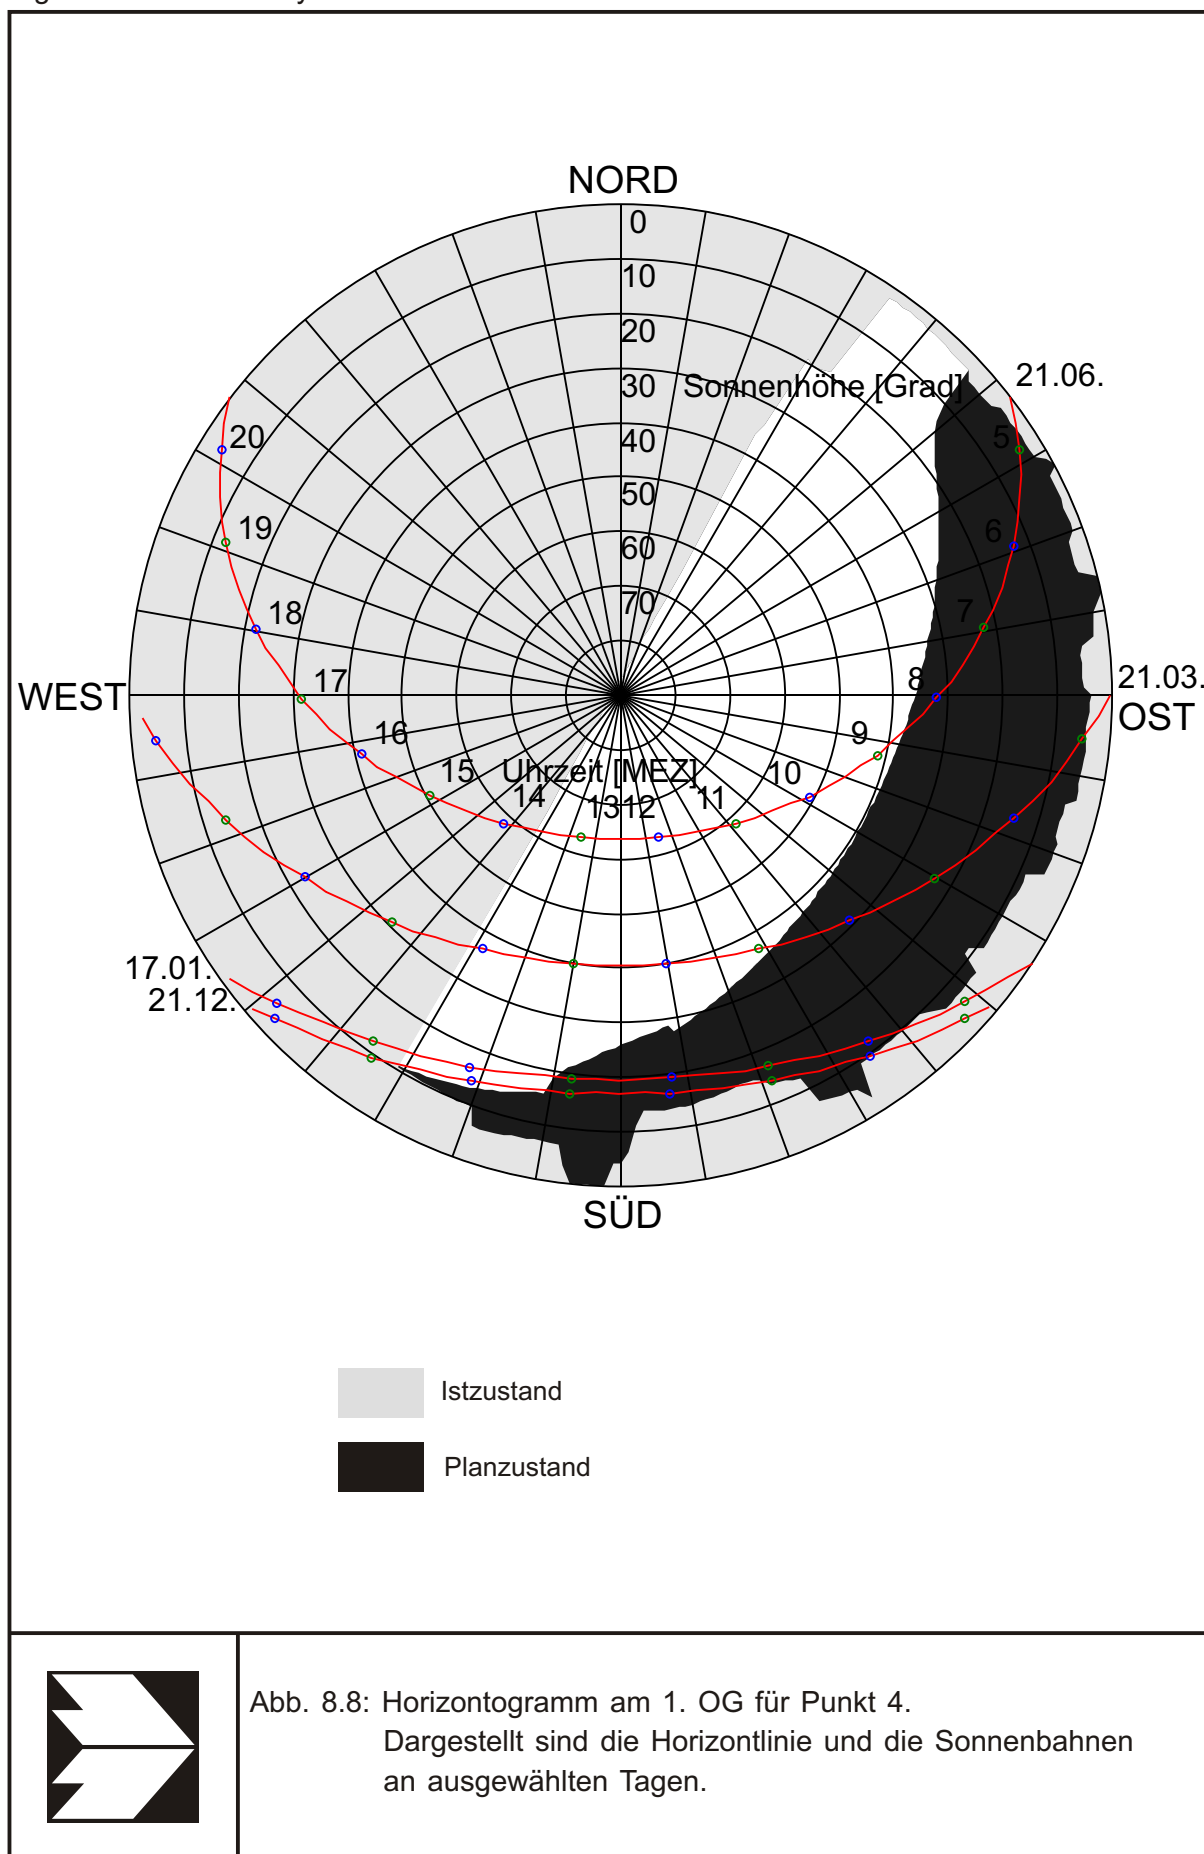 NORD
0
10
20
30
40
50
60
70
Sonnenhöhe [Grad]
21.06.
20
19
18
17
16
15
14
13
12
11
10
9
8
7
6
5
WEST
21.03.
OST
Uhrzeit [MEZ]
17.01.
21.12.
SÜD
Istzustand
Planzustand
Abb. 8.8: Horizontogramm am 1. OG für Punkt 4.
Dargestellt sind die Horizontlinie und die Sonnenbahnen
an ausgewählten Tagen.